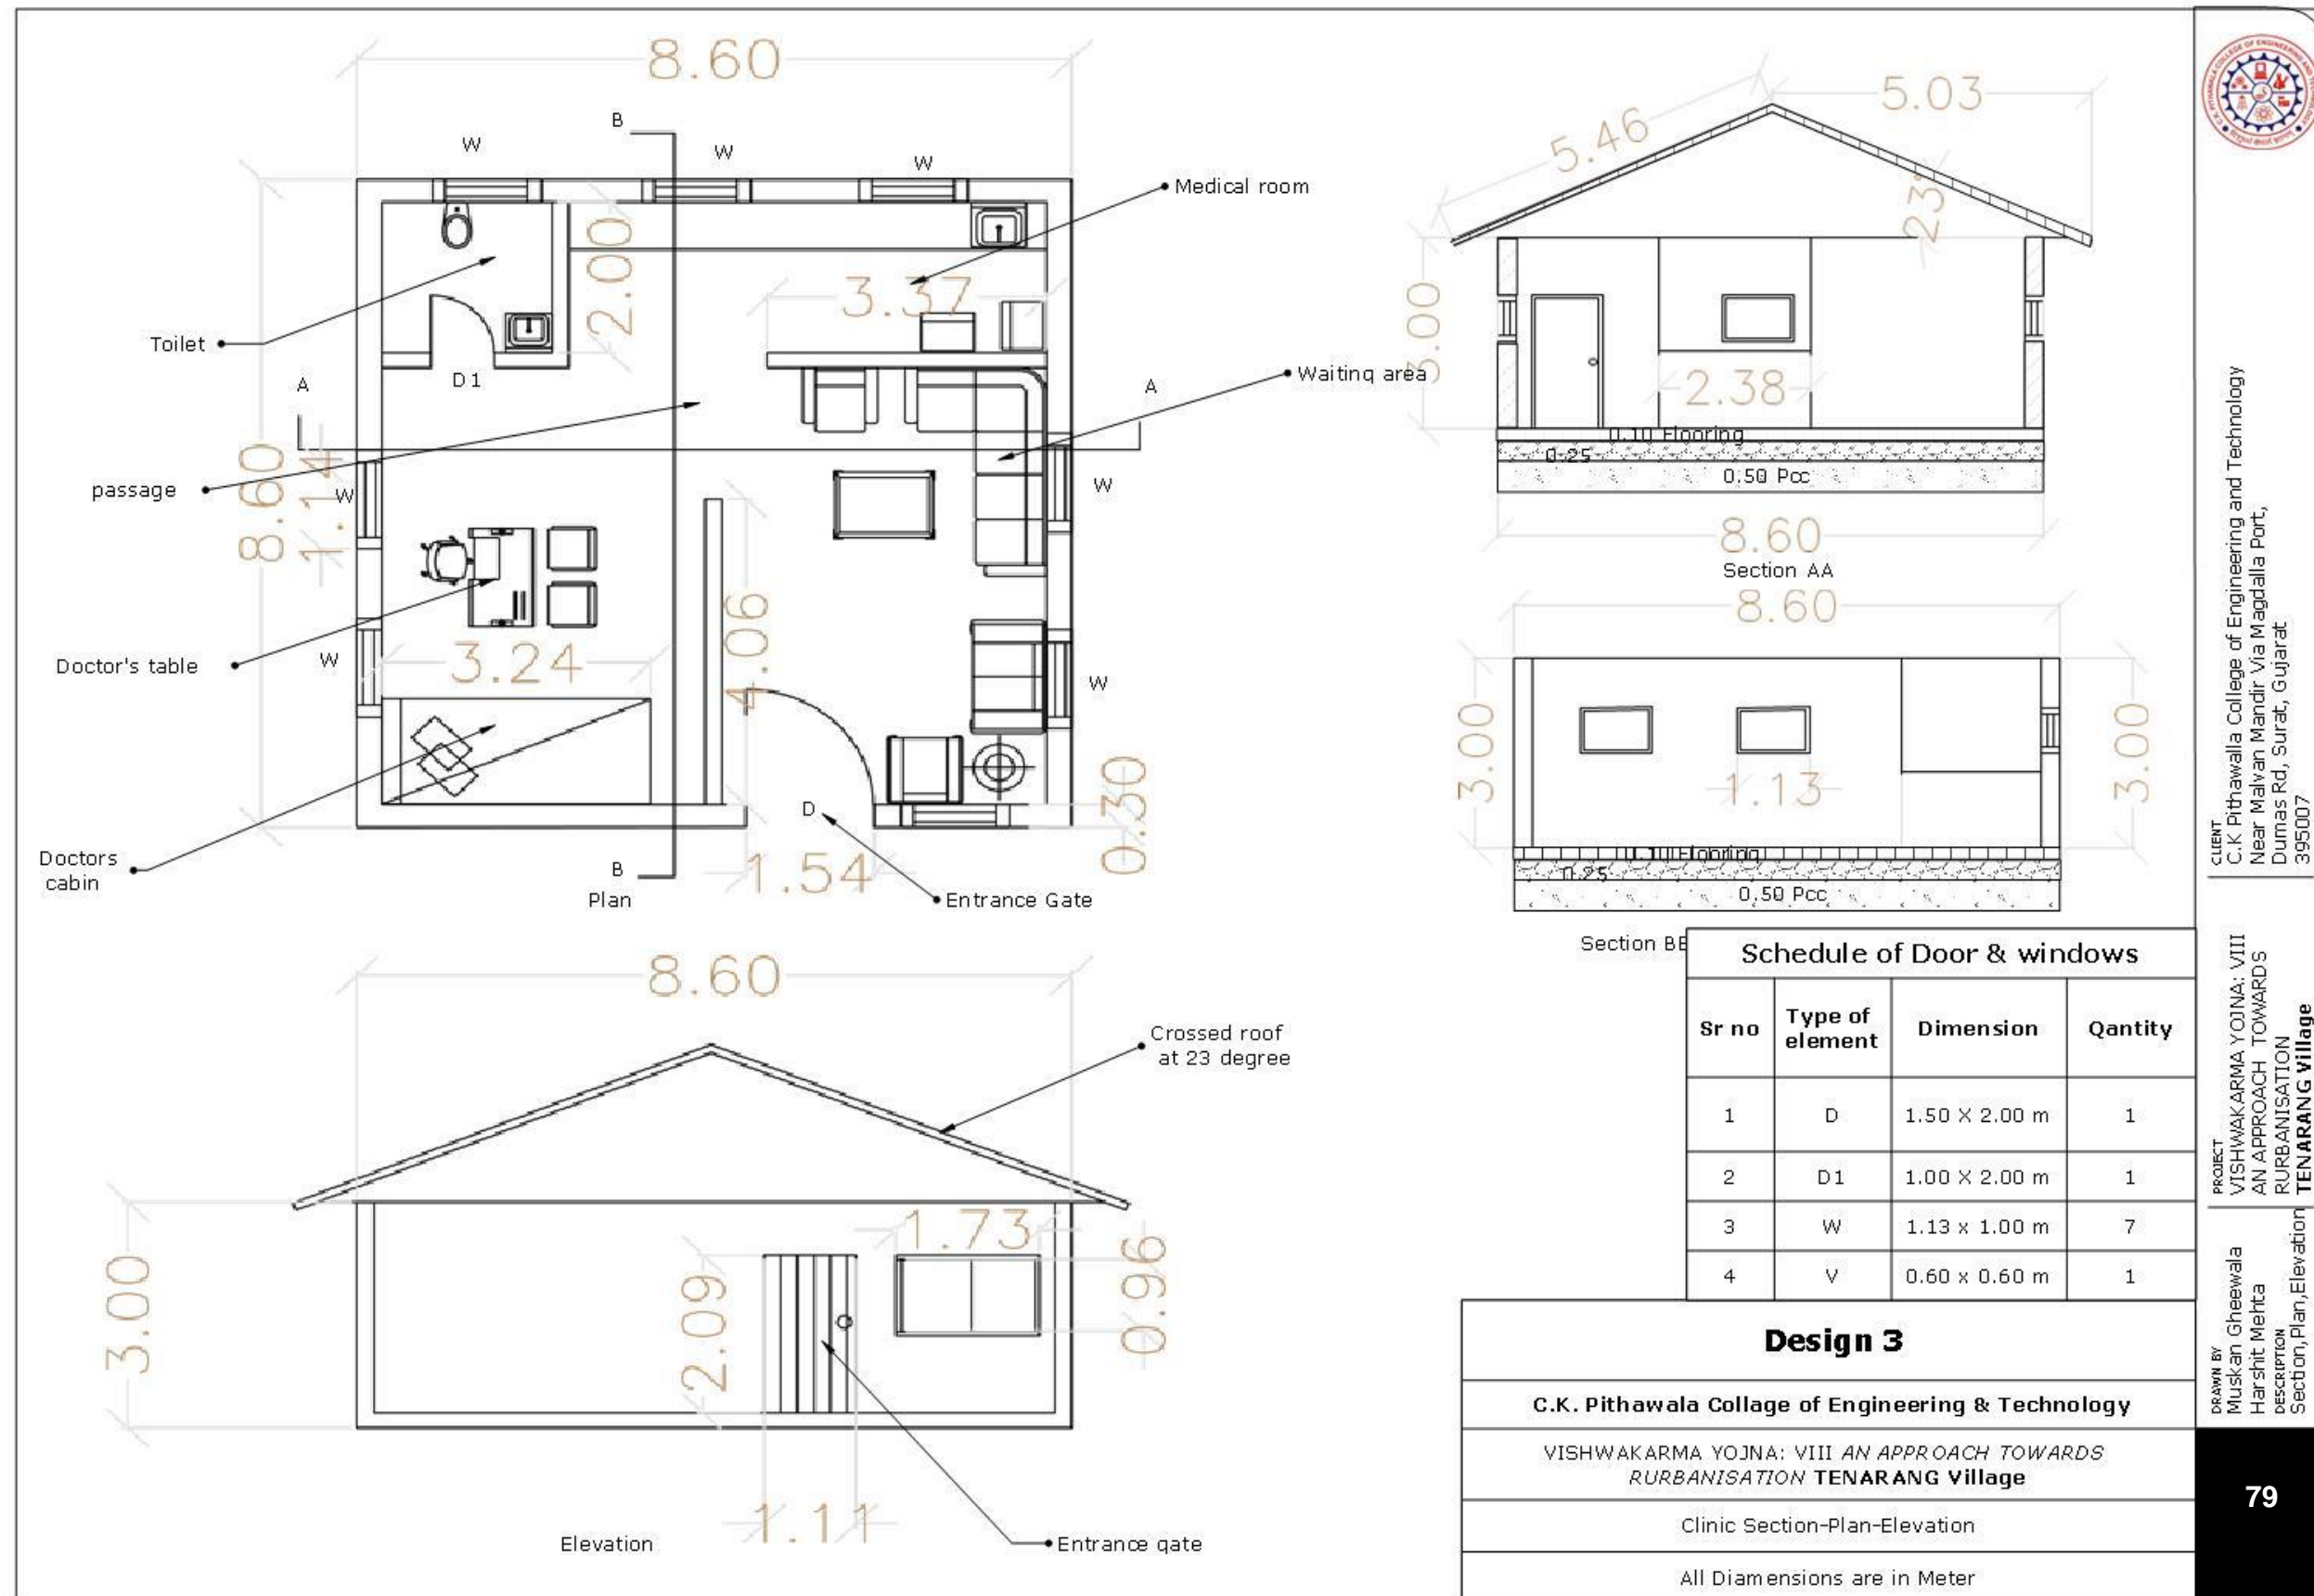 8.60
B
W
W
W
Medical room
2.00
3.37
Toilet
D1
A
A
Waiting area
8.60
1.14
W
W
passage
Doctor's table
W
3.24
4.06
W
Doctors
cabin
D
0.30
B
1.54
Plan
Entrance Gate
5.46
5.03
23°
3.00
2.38
0.10 Flooring
0.25
0.50 Pcc
8.60
Section AA
8.60
3.00
1.13
3.00
0.10 Flooring
0.25
0.50 Pcc
Section BB
8.60
Crossed roof
at 23 degree
3.00
2.09
1.73
0.96
1.11
Elevation
Entrance gate
Schedule of Door & windows
Sr no Type of element Dimension Qantity
1 D 1.50 X 2.00 m 1
2 D1 1.00 X 2.00 m 1
3 W 1.13 x 1.00 m 7
4 V 0.60 x 0.60 m 1
Design 3
C.K. Pithawala Collage of Engineering & Technology
VISHWAKARMA YOJNA: VIII AN APPROACH TOWARDS
RURBANISATION TENARANG Village
Clinic Section-Plan-Elevation
All Diamensions are in Meter
CLIENT
C.K Pithawalla College of Engineering and Technology
Near Malvan Mandir Via Magdalla Port,
Dumas Rd, Surat, Gujarat
395007
PROJECT
VISHWAKARMA YOJNA: VIII
AN APPROACH TOWARDS
RURBANISATION
TENARANG Village
DRAWN BY
Muskan Gheewala
Harshit Mehta
DESCRIPTION
Section,Plan,Elevation
79